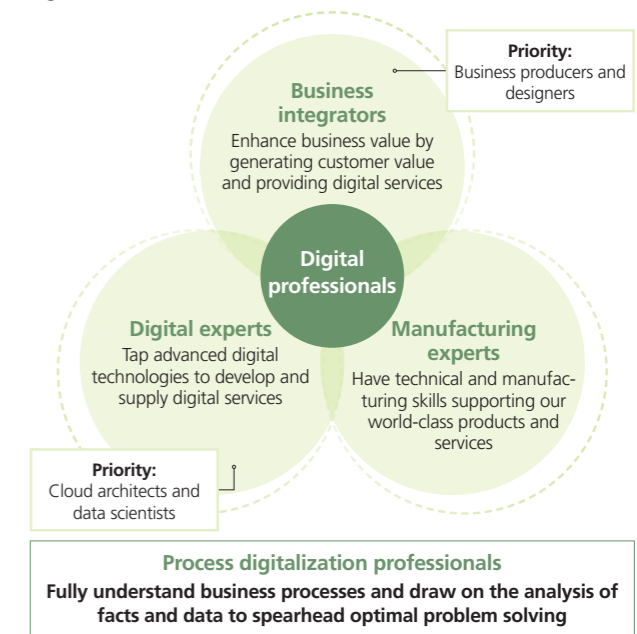 Priority:
Business producers and
designers
Business
integrators
Enhance business value by
generating customer value
and providing digital services
Digital
professionals
Digital experts
Tap advanced digital
technologies to develop and
supply digital services
Manufacturing
experts
Have technical and manufac-
turing skills supporting our
world-class products and
services
Priority:
Cloud architects and
data scientists
Process digitalization professionals
Fully understand business processes and draw on the analysis of
facts and data to spearhead optimal problem solving